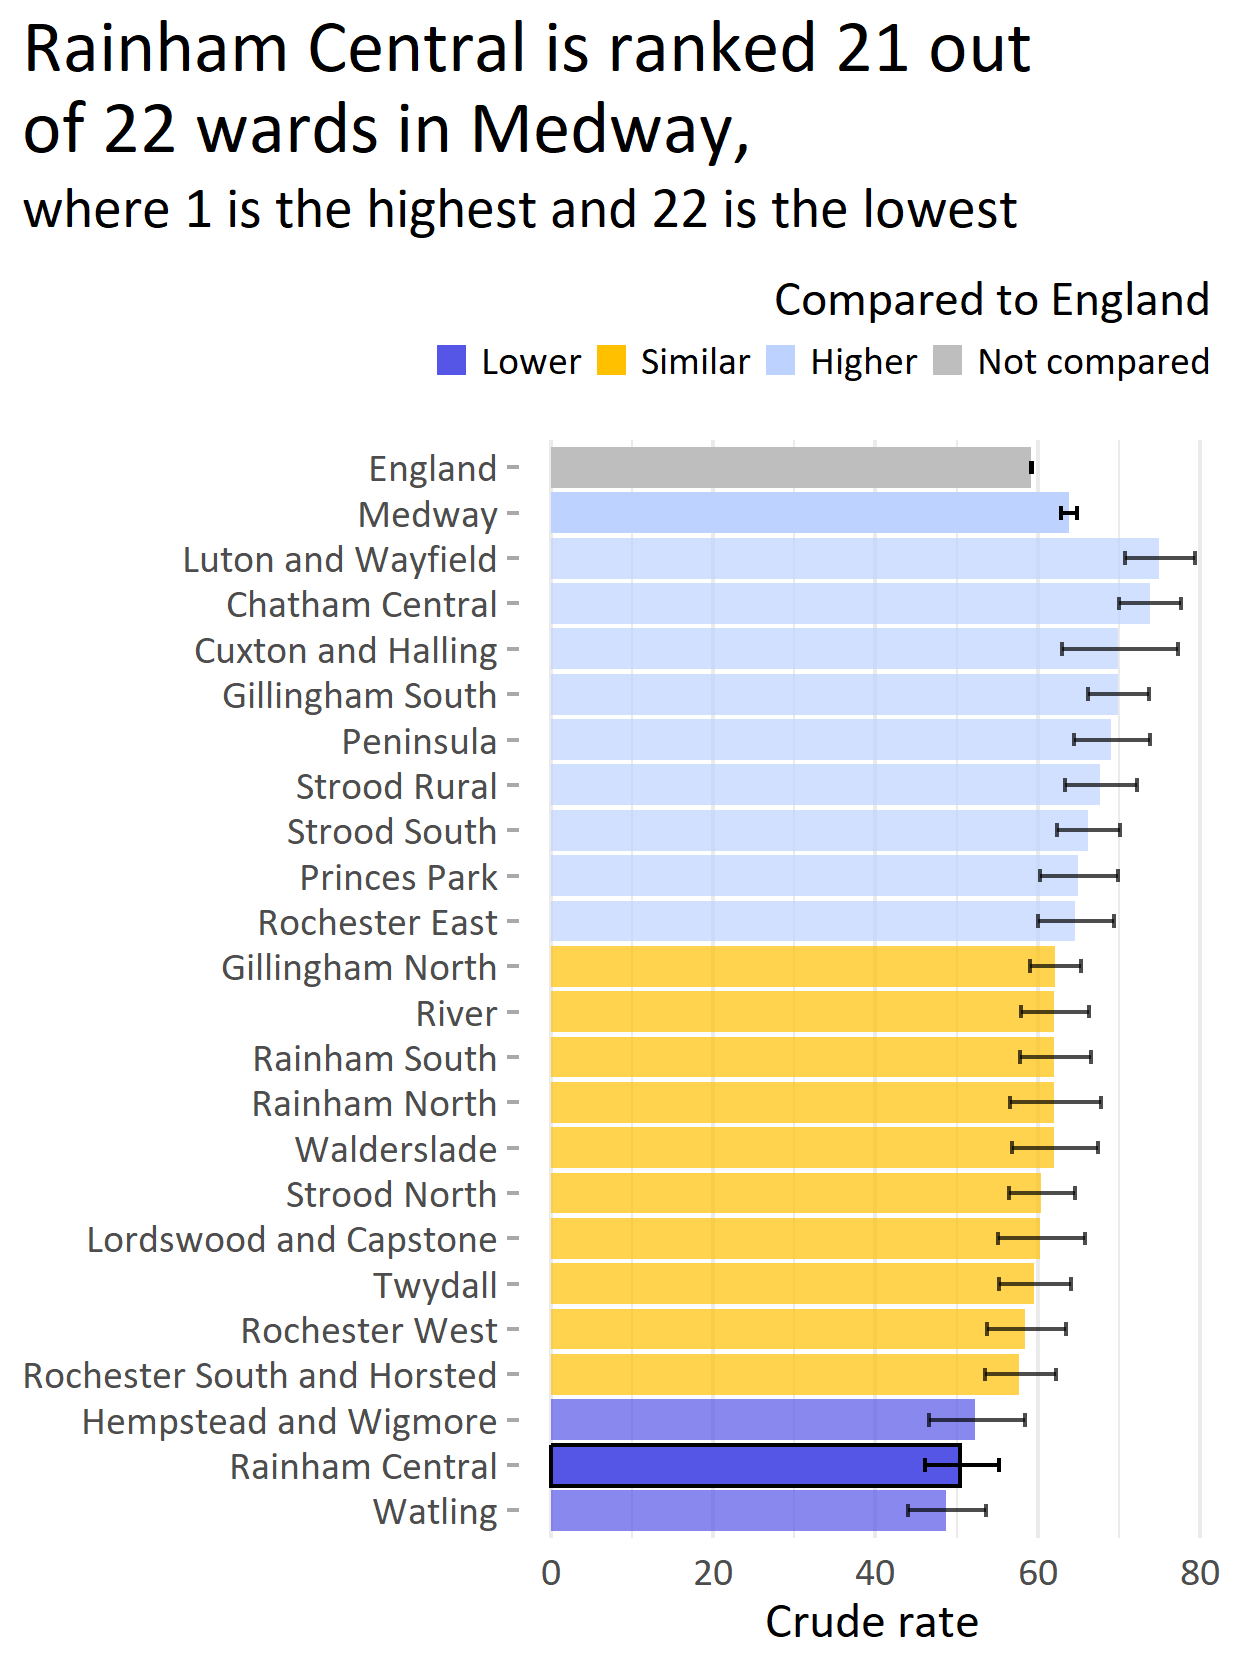 Rainham Central is ranked 21 out
of 22 wards in Medway,
where 1 is the highest and 22 is the lowest
Compared to England
Lower Similar Higher Not compared
England
Medway
Luton and Wayfield
Chatham Central
Cuxton and Halling
Gillingham South
Peninsula
Strood Rural
Strood South
Princes Park
Rochester East
Gillingham North
River
Rainham South
Rainham North
Walderslade
Strood North
Lordswood and Capstone
Twydall
Rochester West
Rochester South and Horsted
Hempstead and Wigmore
Rainham Central
Watling
0 20 40 60 80
Crude rate